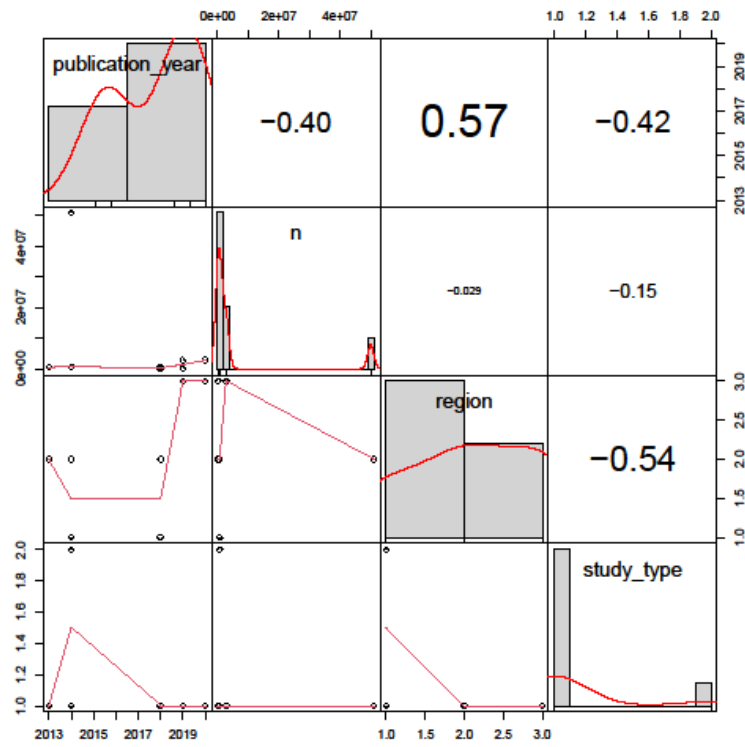 0e+00 2e+07 4e+07 1.0 1.2 1.4 1.6 1.8 2.0
publication_year
−0.40
0.57
−0.42
2013 2015 2017 2019
n
−0.029
−0.15
0e+00 2e+07 4e+07
region
−0.54
1.0 1.5 2.0 2.5 3.0
study_type
1.0 1.2 1.4 1.6 1.8 2.0
2013 2015 2017 2019 1.0 1.5 2.0 2.5 3.0